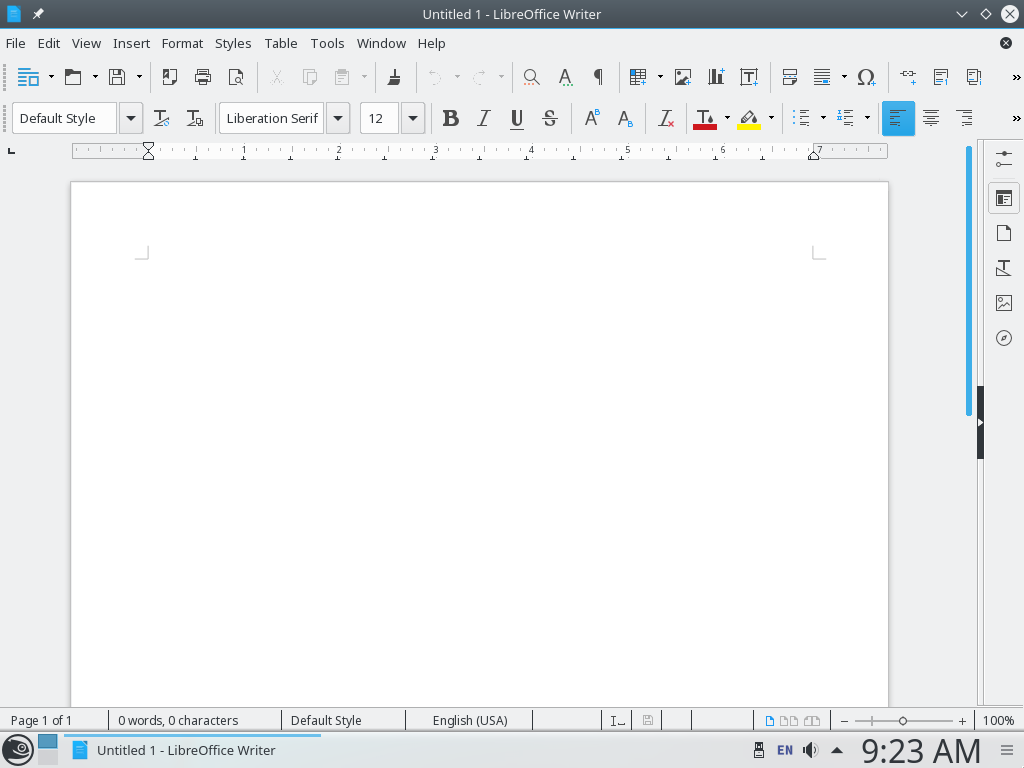 Untitled 1 - LibreOffice Writer
File Edit View Insert Format Styles Table Tools Window Help
Default Style Liberation Serif 12
1 2 3 4 5 6 7
Page 1 of 1 0 words, 0 characters Default Style English (USA) 100%
Untitled 1 - LibreOffice Writer EN 9:23 AM